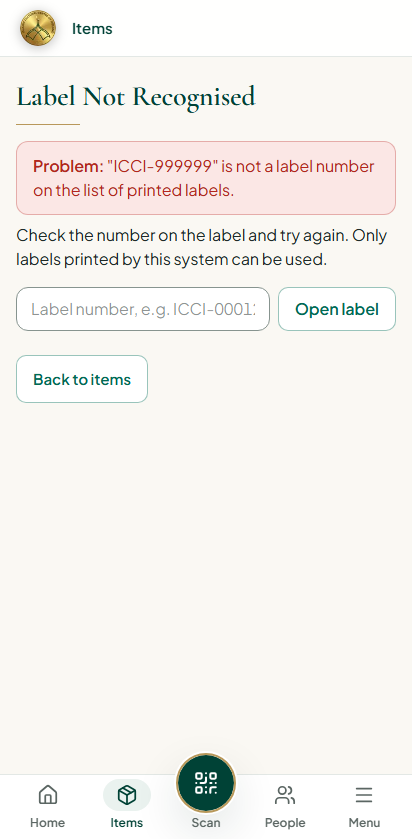 Items
Label Not Recognised
Problem: "ICCI-999999" is not a label number
on the list of printed labels.
Check the number on the label and try again. Only
labels printed by this system can be used.
Label number, e.g. ICCI-0001
Open label
Back to items
Home
Items
Scan
People
Menu